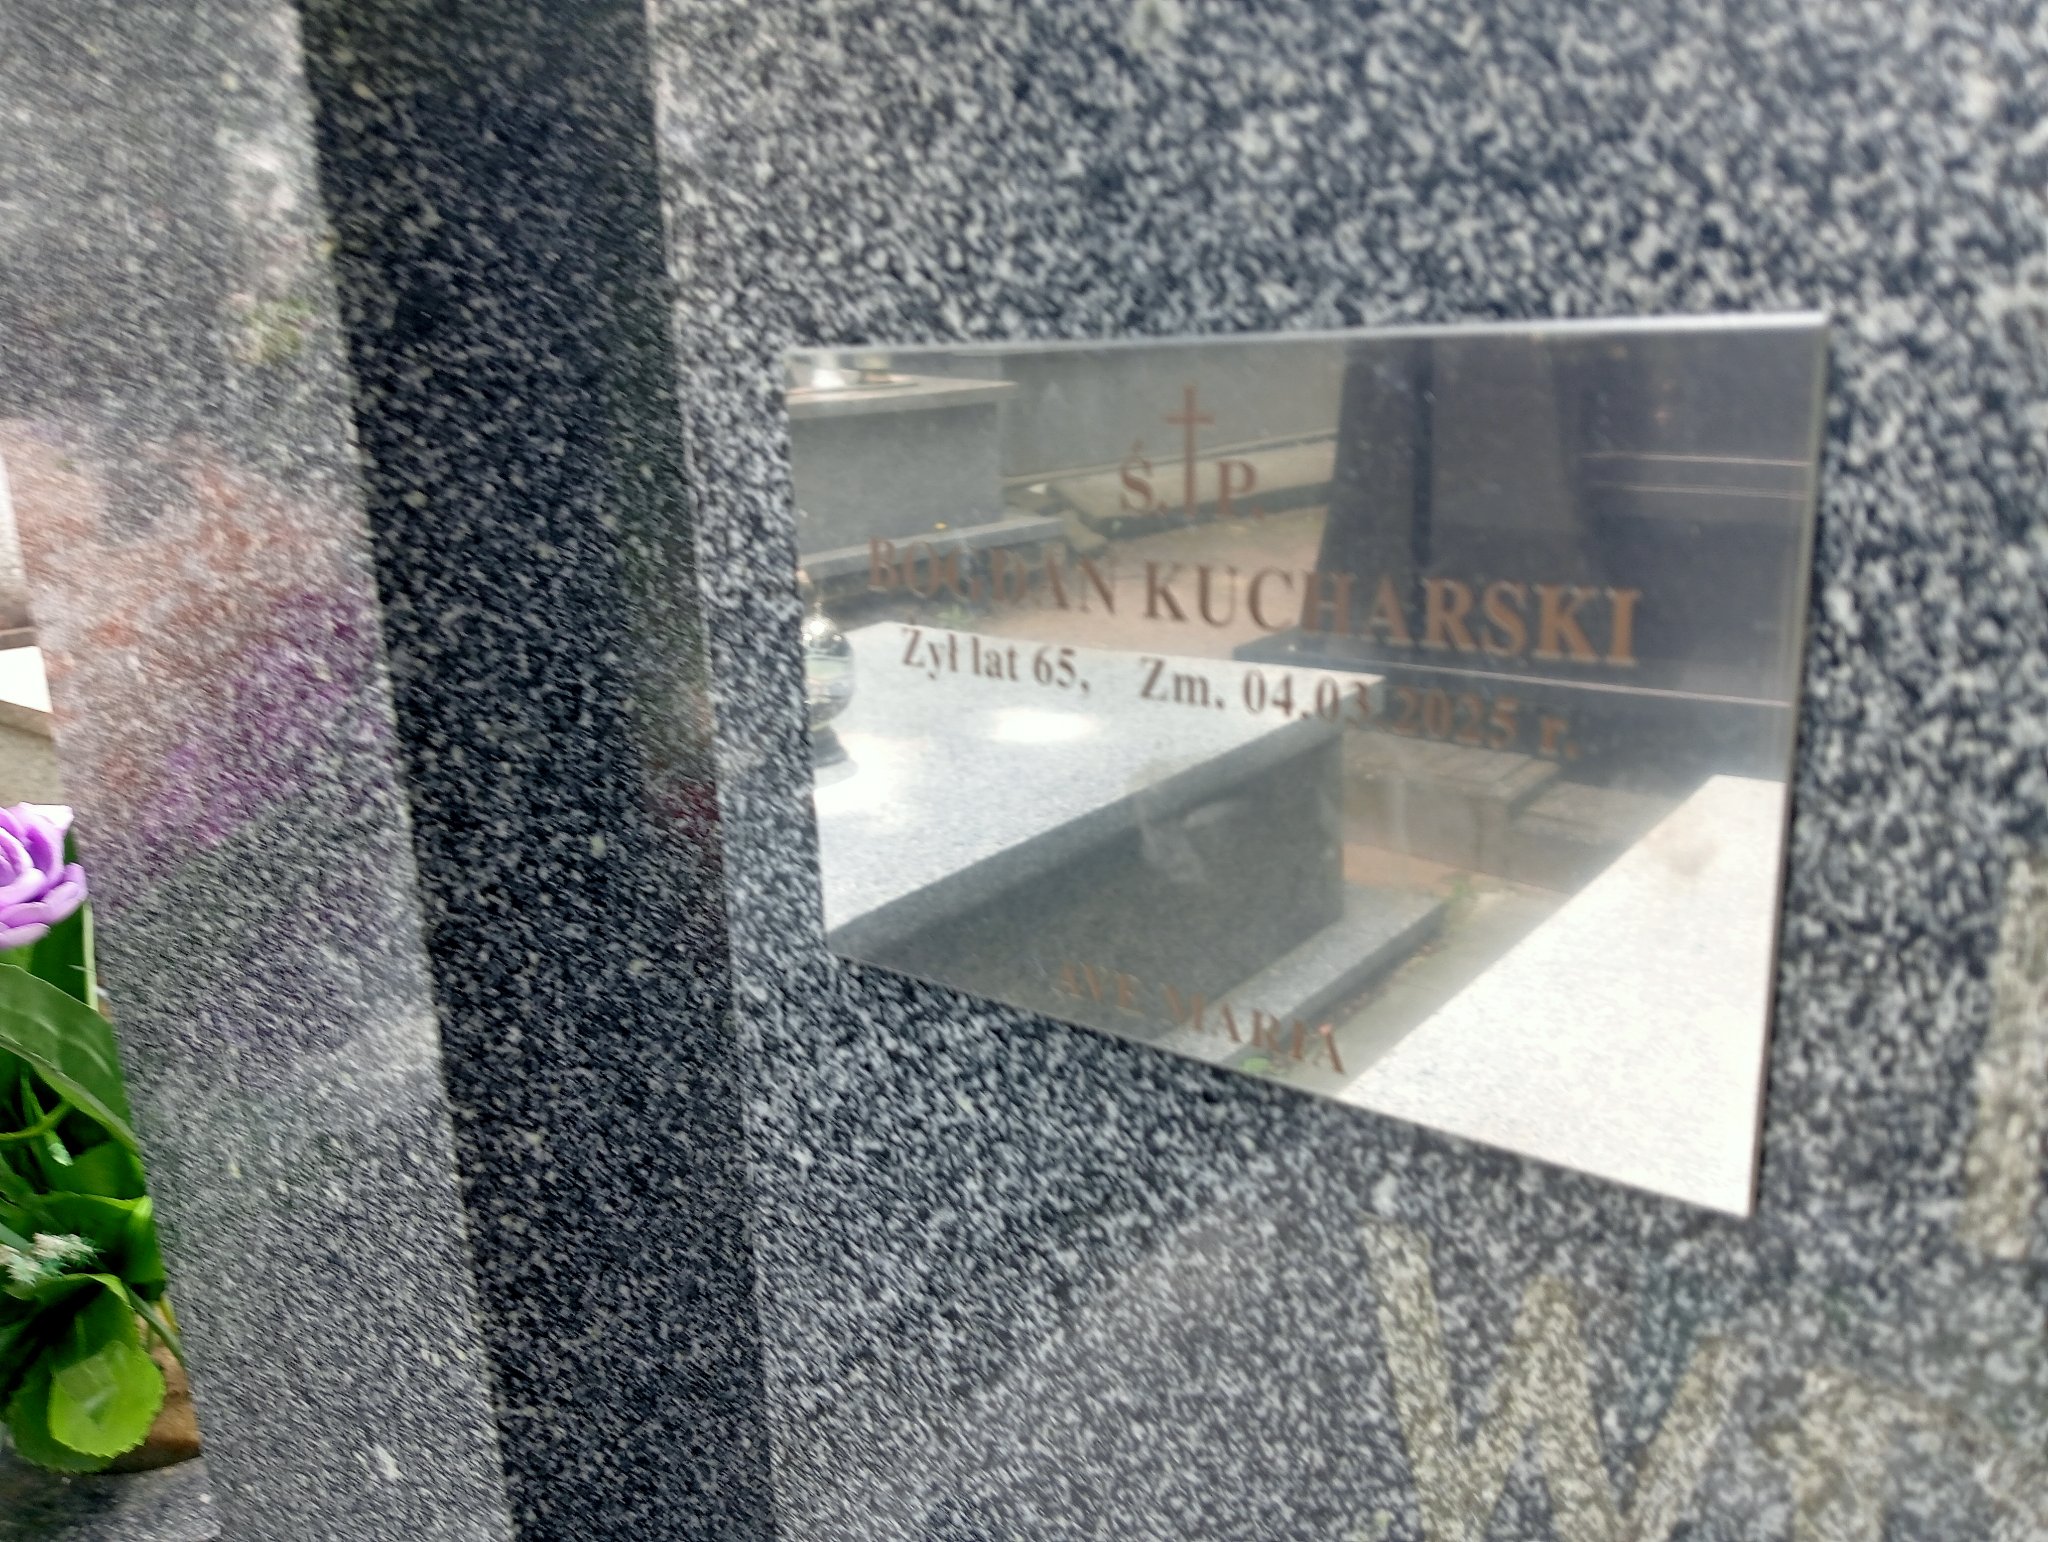 Ś. P.
BOGDAN KUCHARSKI
Żył lat 65, Zm. 04.03.2025 r.
AVE MARIA